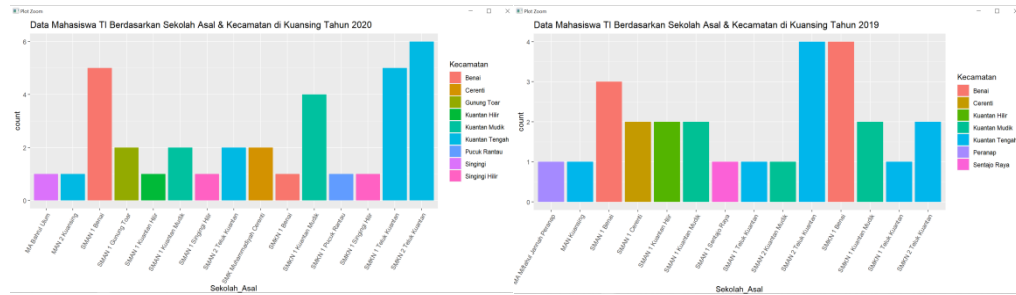 Plot Zoom
Data Mahasiswa TI Berdasarkan Sekolah Asal & Kecamatan di Kuansing Tahun 2020
6
4
2
0
count
MA Bahrul Ulum
MAN 2 Kuansing
SMAN 1 Benai
SMAN 1 Gunung Toar
SMAN 1 Kuantan Hilir
SMAN 1 Kuantan Mudik
SMAN 1 Singingi Hilir
SMAN 2 Teluk Kuantan
SMK Muhammadiyah Cerenti
SMKN 1 Benai
SMKN 1 Kuantan Mudik
SMKN 1 Pucuk Rantau
SMKN 1 Singingi Hilir
SMKN 1 Teluk Kuantan
SMKN 2 Teluk Kuantan
Sekolah_Asal
Kecamatan
Benai
Cerenti
Gunung Toar
Kuantan Hilir
Kuantan Mudik
Kuantan Tengah
Pucuk Rantau
Singingi
Singingi Hilir
Plot Zoom
Data Mahasiswa TI Berdasarkan Sekolah Asal & Kecamatan di Kuansing Tahun 2019
4
3
2
1
0
count
MA Miftahul Jannah Peranap
MAN Kuansing
SMAN 1 Benai
SMAN 1 Cerenti
SMAN 1 Kuantan Hilir
SMAN 1 Kuantan Mudik
SMAN 1 Sentajo Raya
SMAN 1 Teluk Kuantan
SMAN 2 Kuantan Mudik
SMAN 2 Teluk Kuantan
SMKN 1 Benai
SMKN 1 Kuantan Mudik
SMKN 1 Teluk Kuantan
SMKN 2 Teluk Kuantan
Sekolah_Asal
Kecamatan
Benai
Cerenti
Kuantan Hilir
Kuantan Mudik
Kuantan Tengah
Peranap
Sentajo Raya